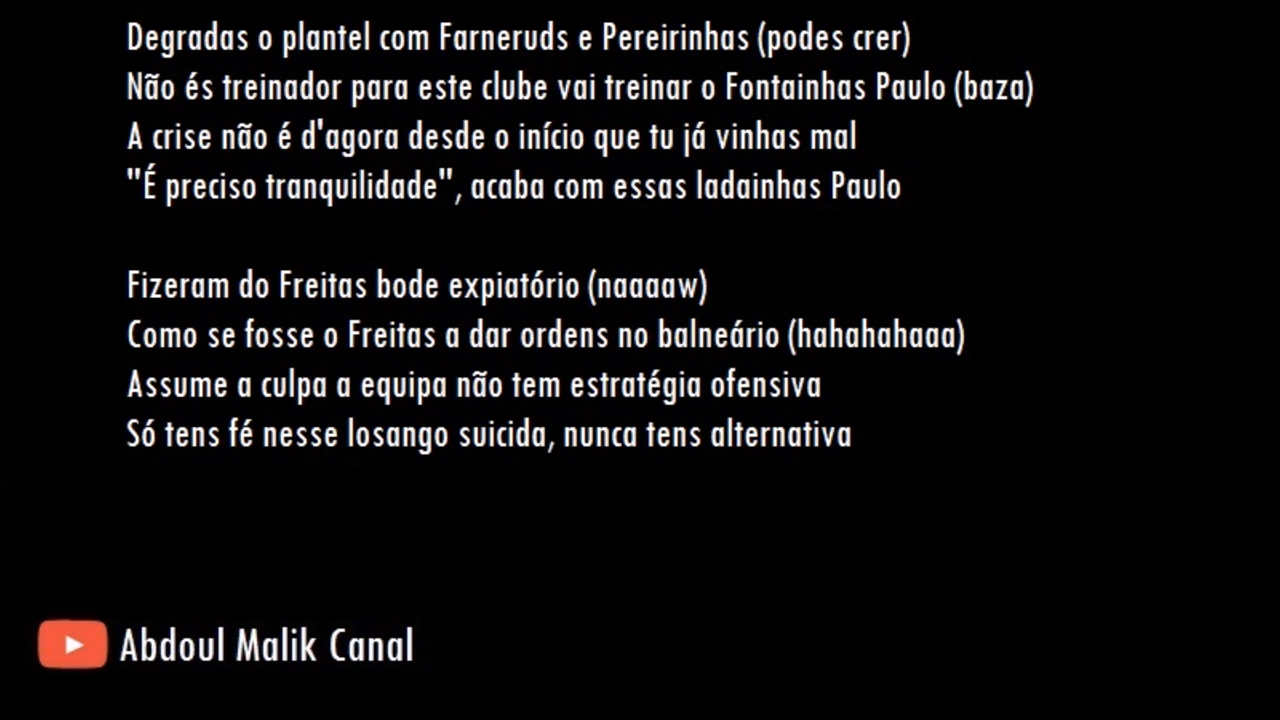 Degradas o plantel com Farneruds e Pereirinhas (podes crer)
Não és treinador para este clube vai treinar o Fontainhas Paulo (baza)
A crise não é d'agora desde o início que tu já vinhas mal
"É preciso tranquilidade", acaba com essas ladainhas Paulo
Fizeram do Freitas bode expiatório (naaaaw)
Como se fosse o Freitas a dar ordens no balneário (hahahahaaa)
Assume a culpa a equipa não tem estratégia ofensiva
Só tens fé nesse losango suicida, nunca tens alternativa
Abdoul Malik Canal